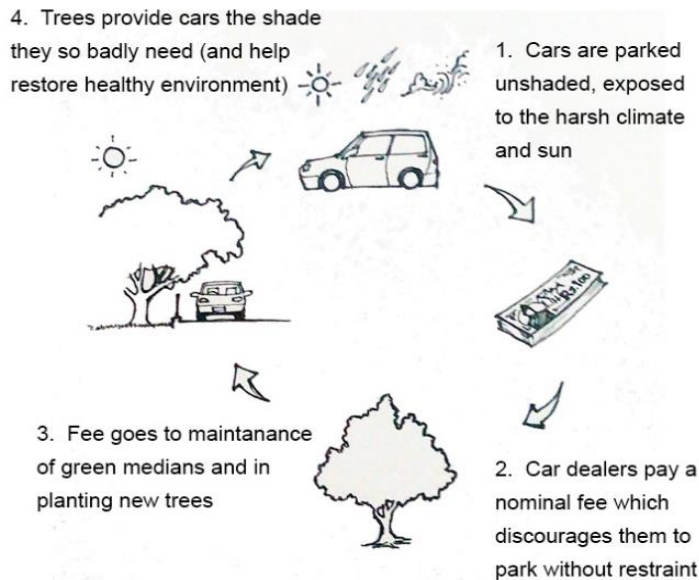 4. Trees provide cars the shade
they so badly need (and help
restore healthy environment)
1. Cars are parked
unshaded, exposed
to the harsh climate
and sun
Rs.100
2. Car dealers pay a
nominal fee which
discourages them to
park without restraint
3. Fee goes to maintanance
of green medians and in
planting new trees